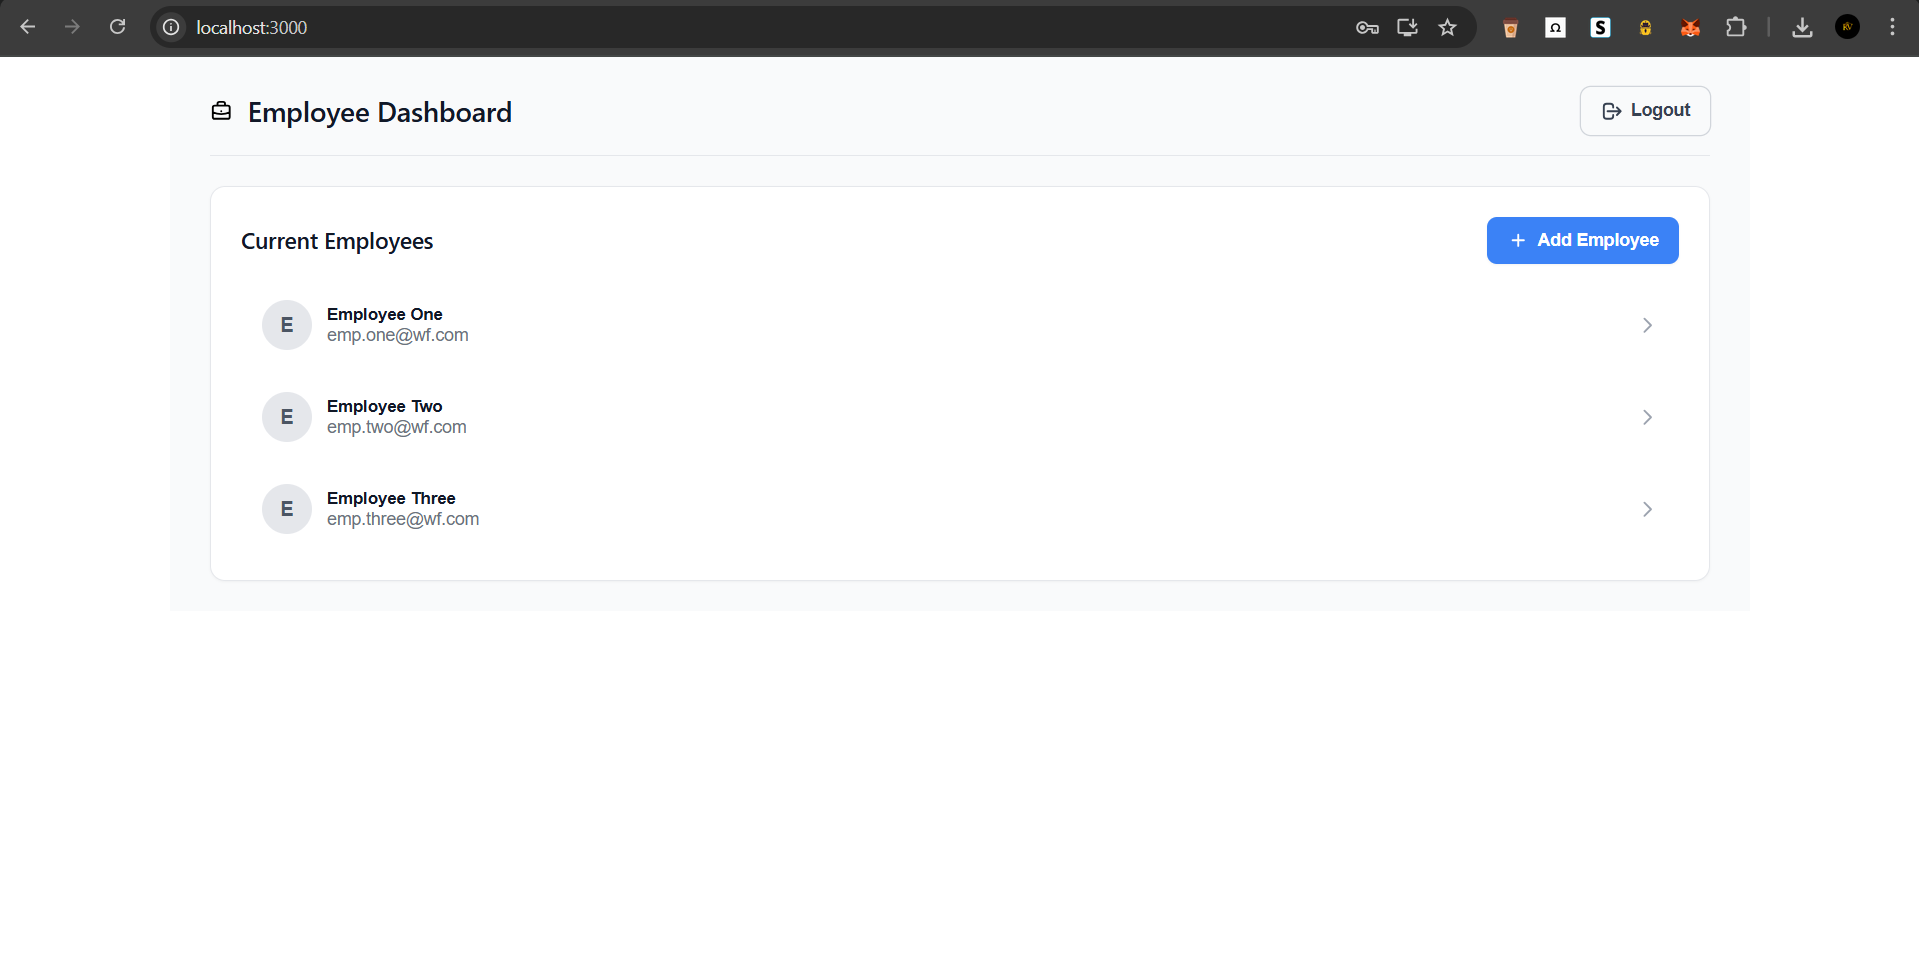 localhost:3000
Employee Dashboard
Logout
Current Employees
+ Add Employee
E
Employee One
emp.one@wf.com
E
Employee Two
emp.two@wf.com
E
Employee Three
emp.three@wf.com